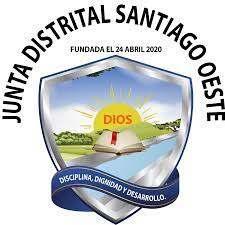 JUNTA DISTRITAL SANTIAGO OESTE
FUNDADA EL 24 ABRIL 2020
DIOS
DISCIPLINA, DIGNIDAD Y DESARROLLO.